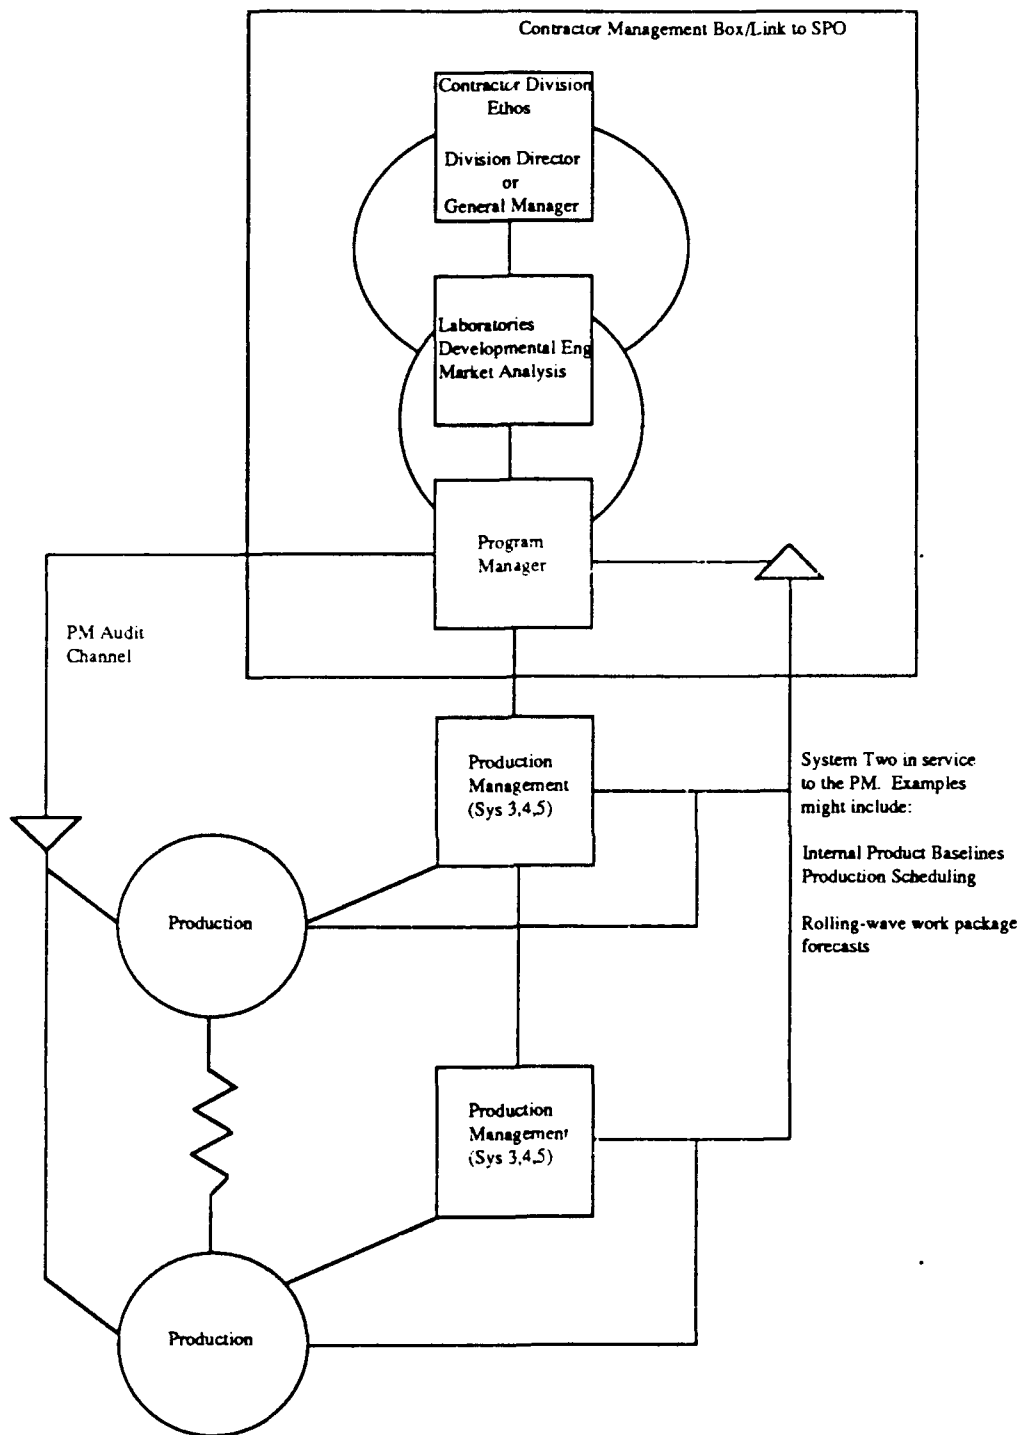 Contractor Management Box/Link to SPO
Contractor Division
Ethos
Division Director
or
General Manager
Laboratories
Developmental Eng
Market Analysis
Program
Manager
PM Audit
Channel
Production
Management
(Sys 3,4,5)
System Two in service
to the PM. Examples
might include:
Internal Product Baselines
Production Scheduling
Rolling-wave work package
forecasts
Production
Production
Management
(Sys 3,4,5)
Production